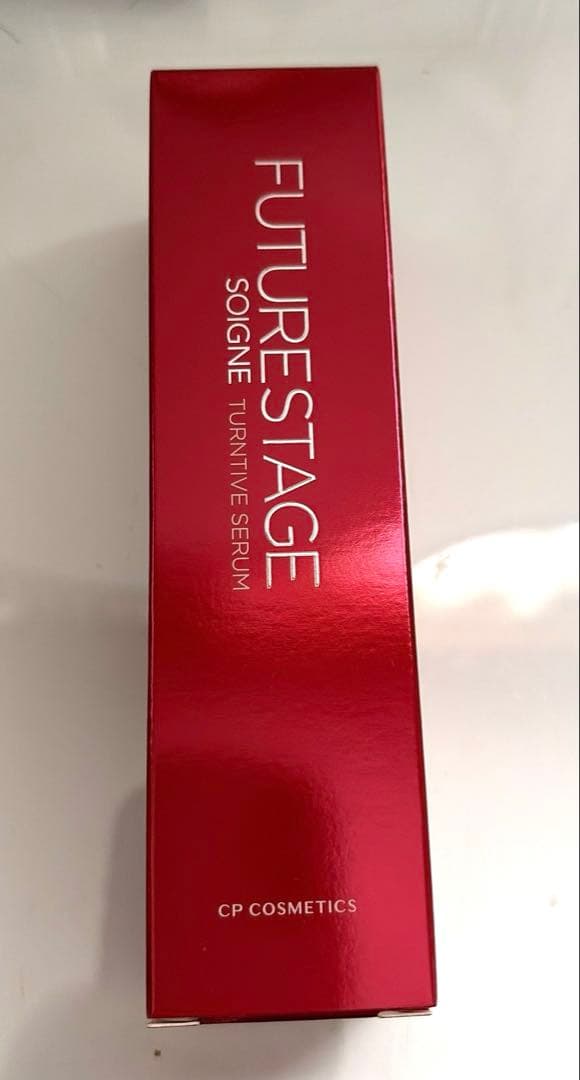 FUTURESTAGE
SOIGNE TURNTIVE SERUM
CP COSMETICS